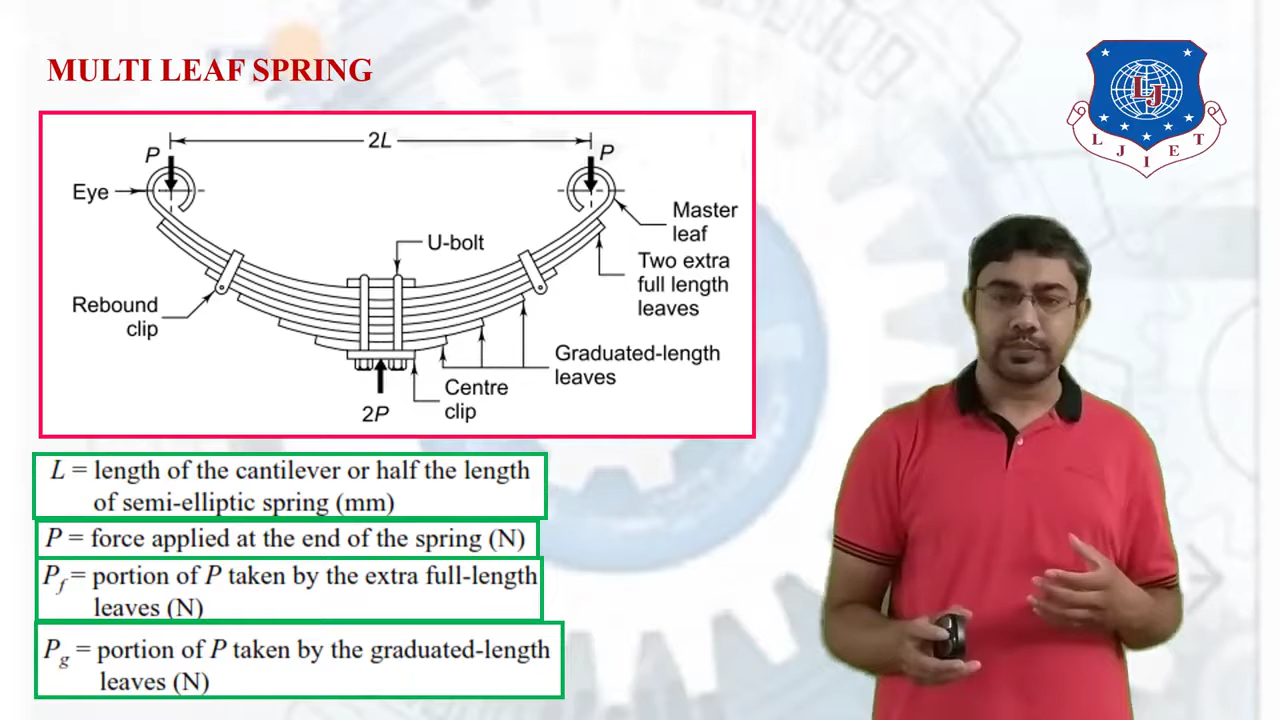 MULTI LEAF SPRING
2L
P
P
Eye
Master
leaf
U-bolt
Two extra
full length
leaves
Rebound
clip
Graduated-length
leaves
Centre
clip
2P
L = length of the cantilever or half the length
of semi-elliptic spring (mm)
P = force applied at the end of the spring (N)
Pf = portion of P taken by the extra full-length
leaves (N)
Pg = portion of P taken by the graduated-length
leaves (N)
LJ
L J I E T